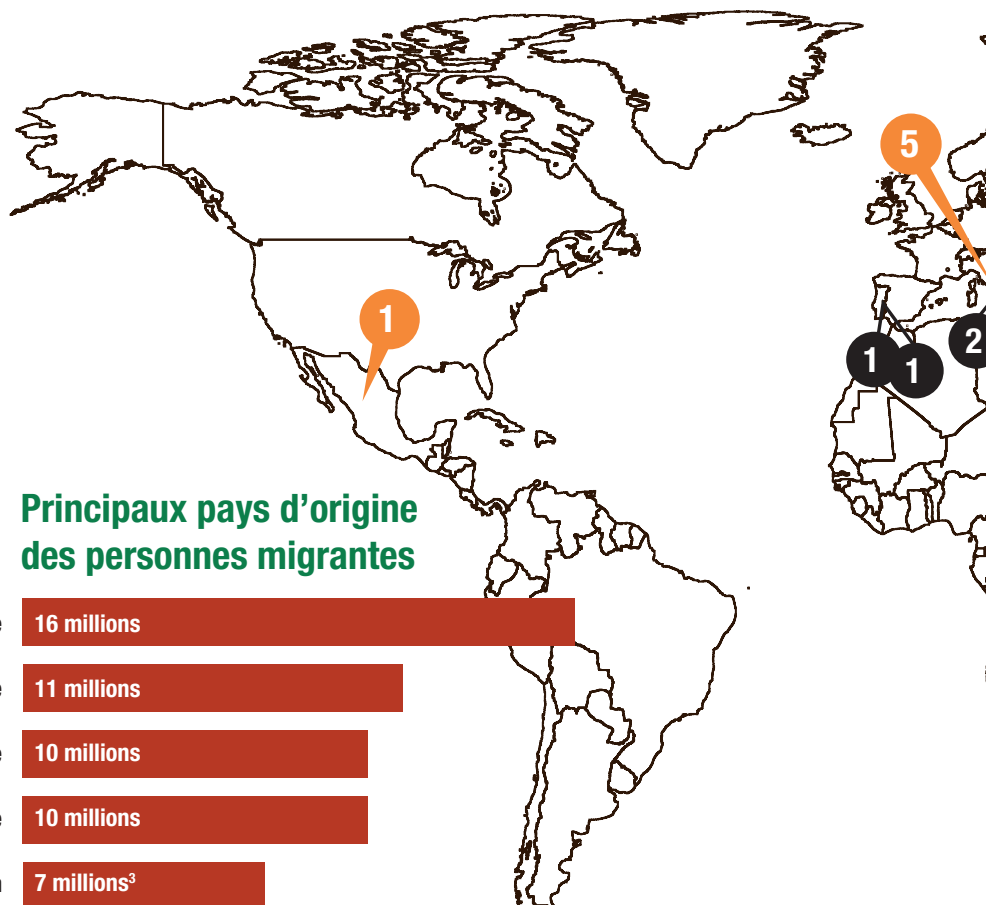 5
1
2
1
1
Principaux pays d'origine
des personnes migrantes
16 millions
11 millions
10 millions
10 millions
7 millions³